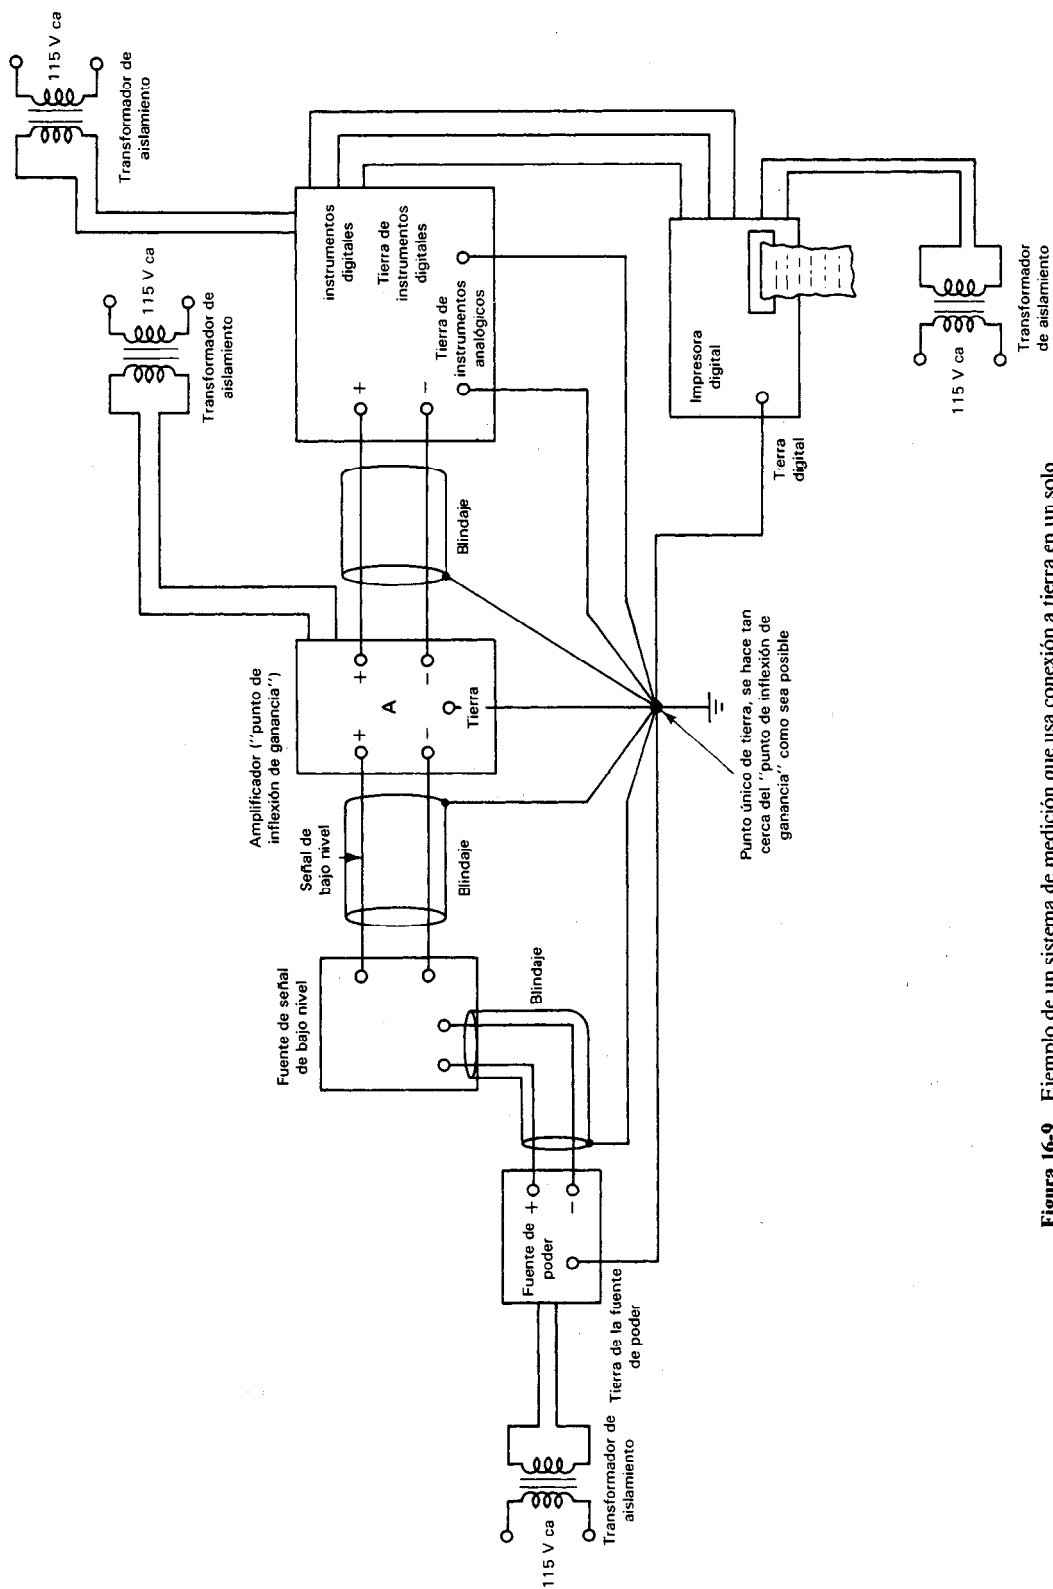 115 V ca
Transformador de
aislamiento
115 V ca
Transformador de
aislamiento
instrumentos
digitales
Tierra de
instrumentos
digitales
Tierra de
instrumentos
analógicos
+
−
Blindaje
Amplificador (''punto de
inflexión de ganancia'')
+
+
A
−
−
Tierra
Señal de
bajo nivel
Blindaje
Fuente de señal
de bajo nivel
Blindaje
Fuente de
poder
+
−
Tierra de la fuente
de poder
115 V ca
Transformador de
aislamiento
Punto único de tierra, se hace tan
cerca del ''punto de inflexión de
ganancia'' como sea posible
Impresora
digital
Tierra
digital
115 V ca
Transformador
de aislamiento
Figura 16-9 Ejemplo de un sistema de medición que usa conexión a tierra en un solo